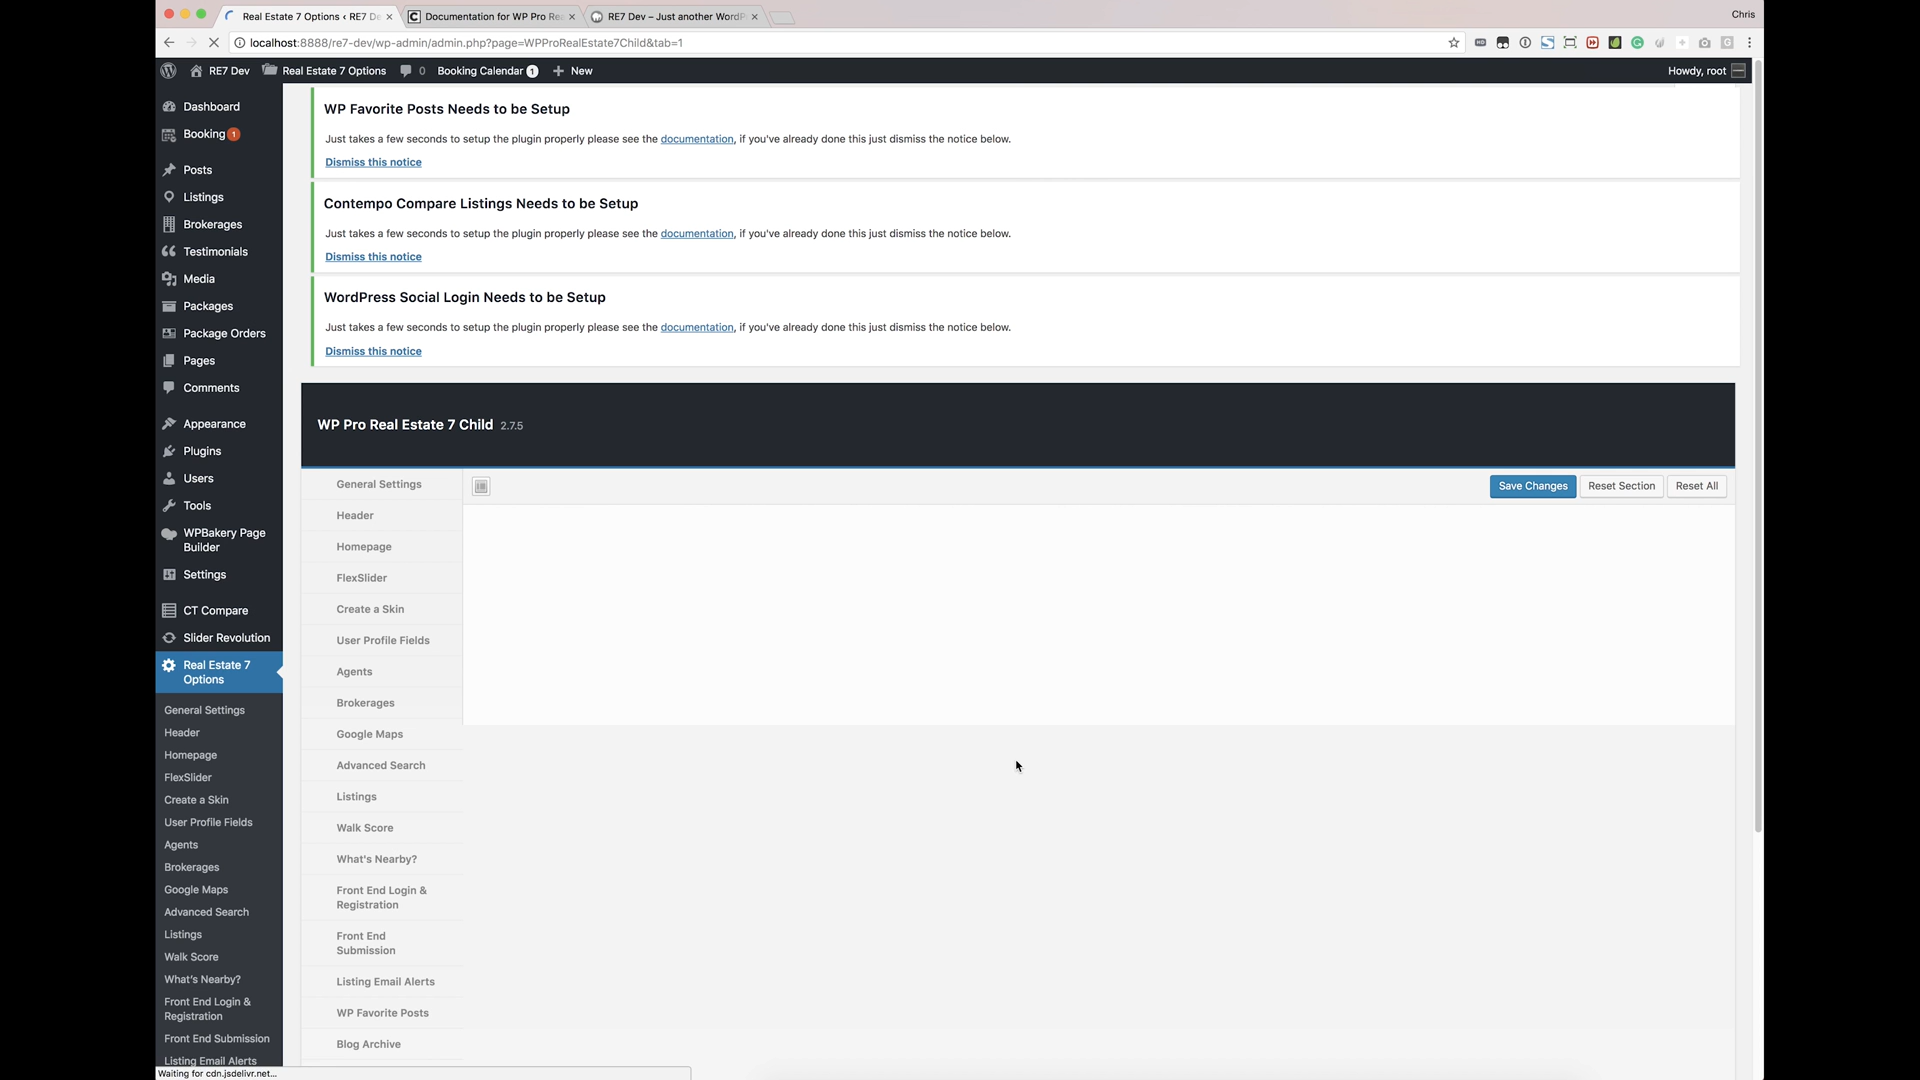 Real Estate 7 Options ‹ RE7 De
Documentation for WP Pro Rea
RE7 Dev – Just another WordP
Chris
localhost:8888/re7-dev/wp-admin/admin.php?page=WPProRealEstate7Child&tab=1
RE7 Dev
Real Estate 7 Options
0
Booking Calendar 1
New
Howdy, root
Dashboard
Booking 1
Posts
Listings
Brokerages
Testimonials
Media
Packages
Package Orders
Pages
Comments
Appearance
Plugins
Users
Tools
WPBakery Page
Builder
Settings
CT Compare
Slider Revolution
Real Estate 7
Options
General Settings
Header
Homepage
FlexSlider
Create a Skin
User Profile Fields
Agents
Brokerages
Google Maps
Advanced Search
Listings
Walk Score
What's Nearby?
Front End Login &
Registration
Front End Submission
Listing Email Alerts
WP Favorite Posts Needs to be Setup
Just takes a few seconds to setup the plugin properly please see the documentation, if you've already done this just dismiss the notice below.
Dismiss this notice
Contempo Compare Listings Needs to be Setup
Just takes a few seconds to setup the plugin properly please see the documentation, if you've already done this just dismiss the notice below.
Dismiss this notice
WordPress Social Login Needs to be Setup
Just takes a few seconds to setup the plugin properly please see the documentation, if you've already done this just dismiss the notice below.
Dismiss this notice
WP Pro Real Estate 7 Child 2.7.5
Save Changes
Reset Section
Reset All
General Settings
Header
Homepage
FlexSlider
Create a Skin
User Profile Fields
Agents
Brokerages
Google Maps
Advanced Search
Listings
Walk Score
What's Nearby?
Front End Login &
Registration
Front End
Submission
Listing Email Alerts
WP Favorite Posts
Blog Archive
Waiting for cdn.jsdelivr.net...